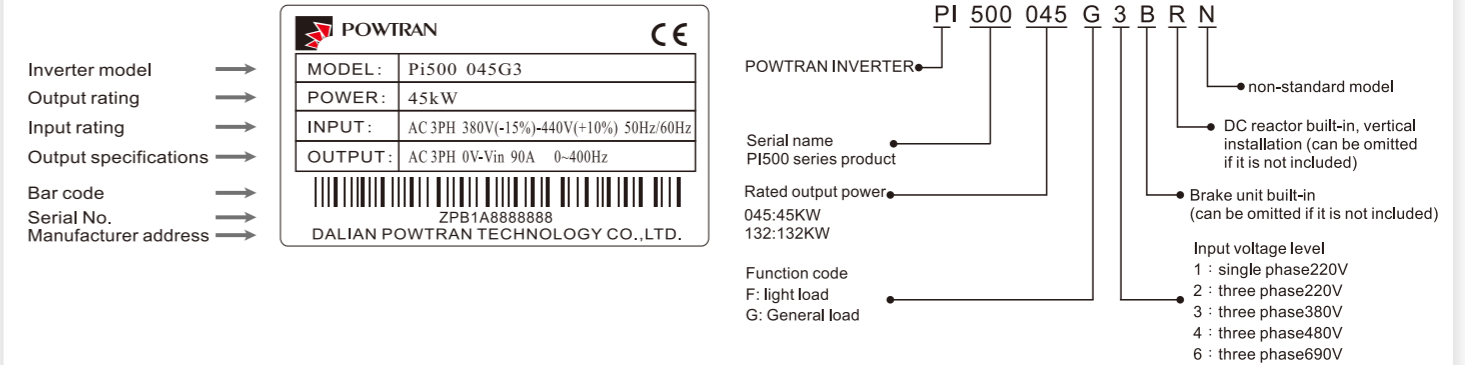 Inverter model
Output rating
Input rating
Output specifications
Bar code
Serial No.
Manufacturer address
POWTRAN CE
MODEL: Pi500 045G3
POWER: 45kW
INPUT: AC 3PH 380V(-15%)-440V(+10%) 50Hz/60Hz
OUTPUT: AC 3PH 0V-Vin 90A 0~400Hz
ZPB1A8888888
DALIAN POWTRAN TECHNOLOGY CO.,LTD.
PI 500 045 G 3 B R N
POWTRAN INVERTER
Serial name
PI500 series product
Rated output power
045:45KW
132:132KW
Function code
F: light load
G: General load
non-standard model
DC reactor built-in, vertical
installation (can be omitted
if it is not included)
Brake unit built-in
(can be omitted if it is not included)
Input voltage level
1：single phase220V
2：three phase220V
3：three phase380V
4：three phase480V
6：three phase690V